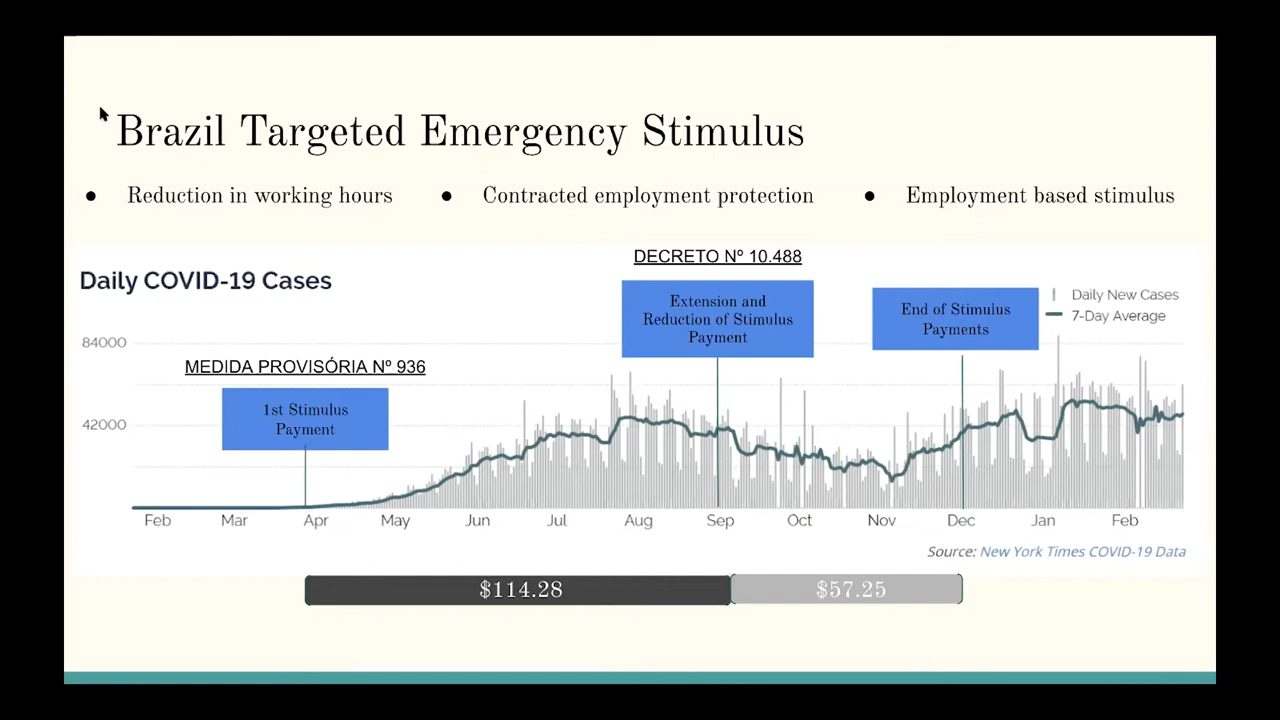 Brazil Targeted Emergency Stimulus
● Reduction in working hours
● Contracted employment protection
● Employment based stimulus
DECRETO Nº 10.488
Daily COVID-19 Cases
Extension and
Reduction of Stimulus
Payment
End of Stimulus
Payments
Daily New Cases
7-Day Average
84000
MEDIDA PROVISÓRIA Nº 936
1st Stimulus
Payment
42000
Feb Mar Apr May Jun Jul Aug Sep Oct Nov Dec Jan Feb
Source: New York Times COVID-19 Data
$114.28 $57.25